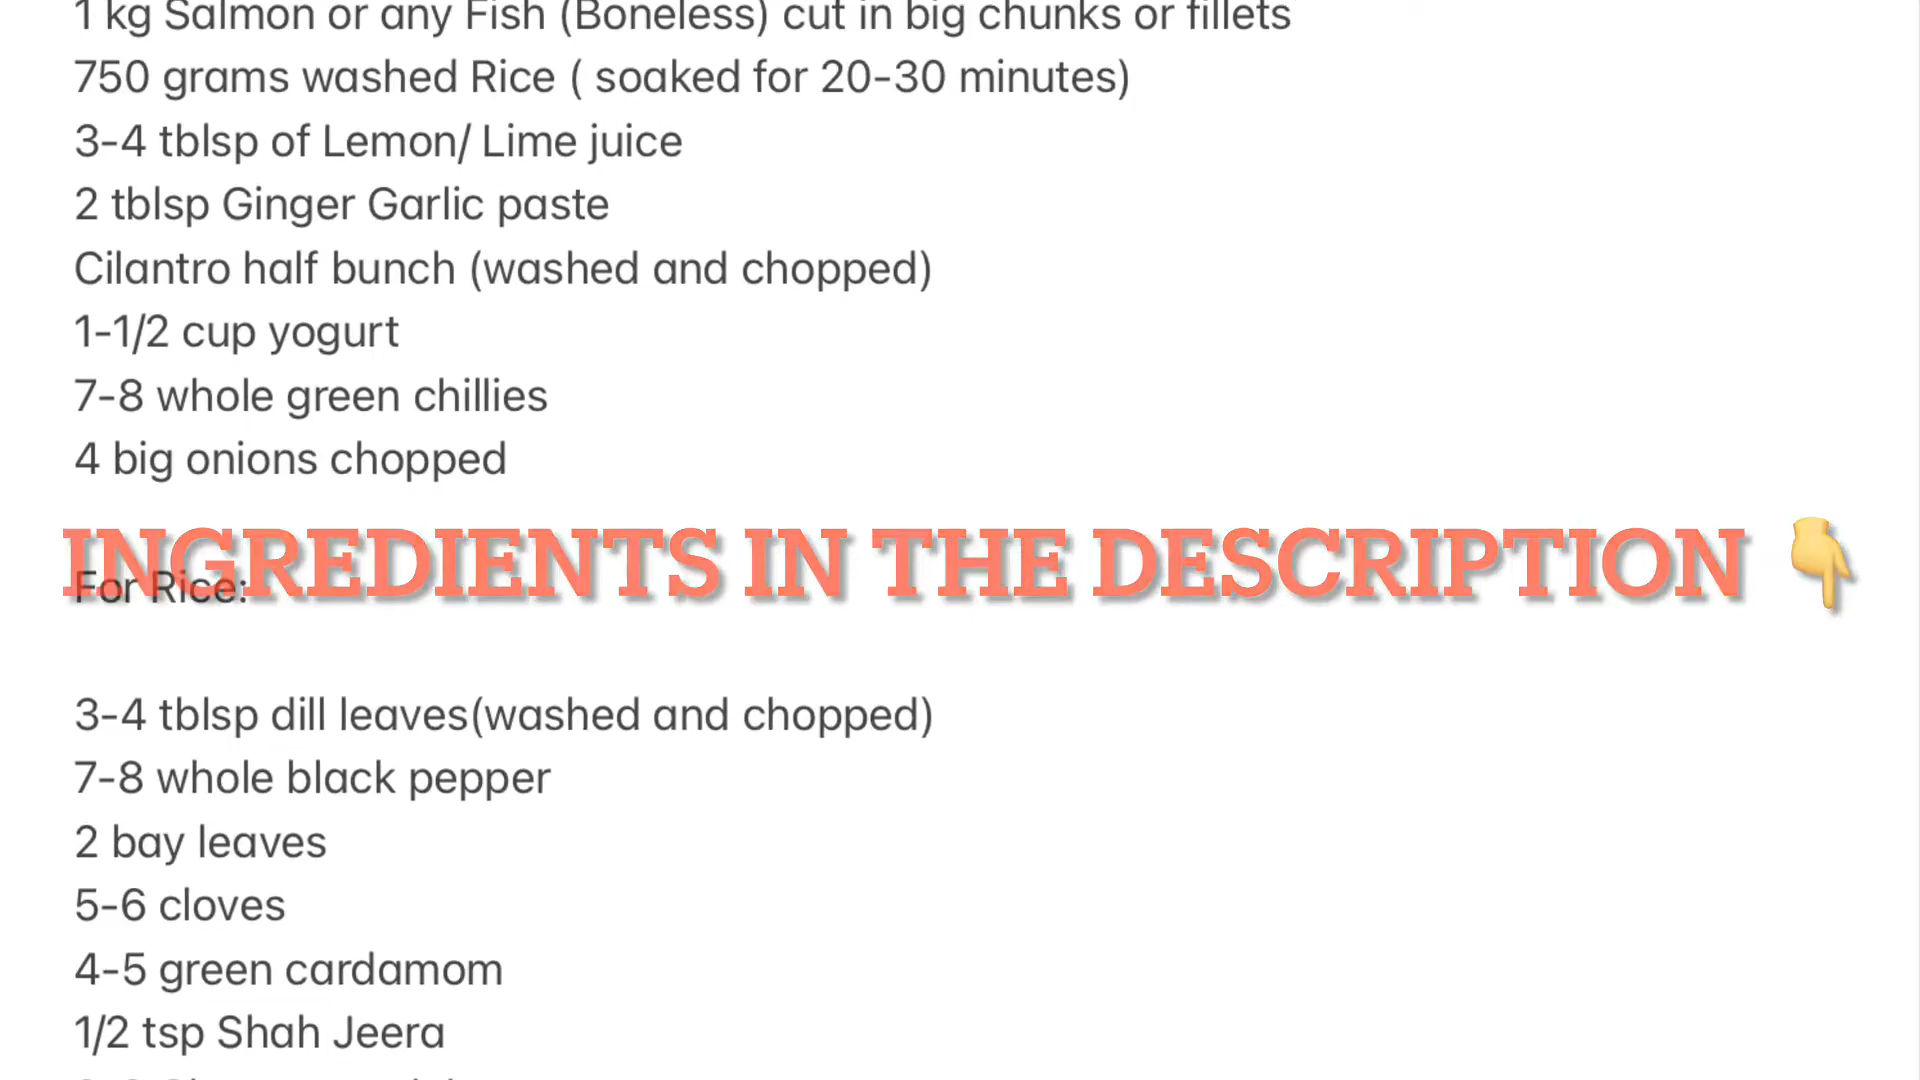 1 kg Salmon or any Fish (Boneless) cut in big chunks or fillets
750 grams washed Rice ( soaked for 20-30 minutes)
3-4 tblsp of Lemon/ Lime juice
2 tblsp Ginger Garlic paste
Cilantro half bunch (washed and chopped)
1-1/2 cup yogurt
7-8 whole green chillies
4 big onions chopped
INGREDIENTS IN THE DESCRIPTION 👇
For Rice:
3-4 tblsp dill leaves(washed and chopped)
7-8 whole black pepper
2 bay leaves
5-6 cloves
4-5 green cardamom
1/2 tsp Shah Jeera